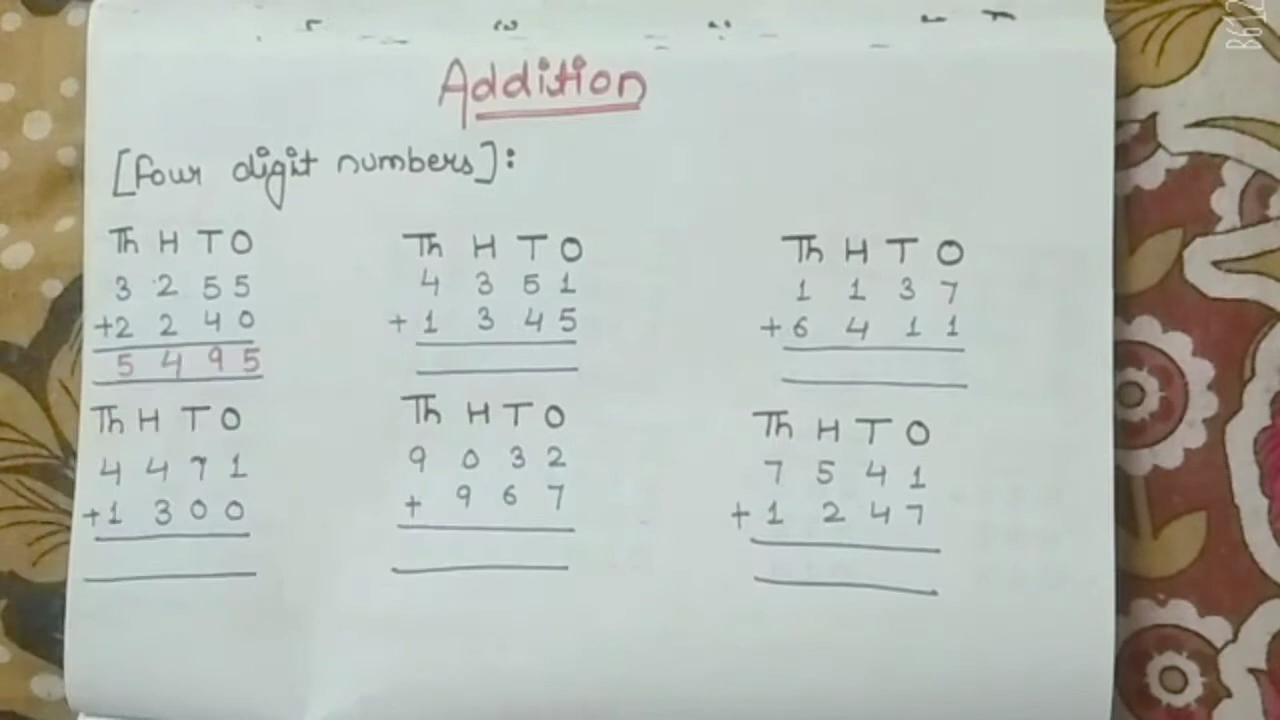 Addition
[Four digit numbers]:
Th H T O
3 2 5 5
+2 2 4 0
5 4 9 5
Th H T O
4 3 5 1
+ 1 3 4 5
Th H T O
1 1 3 7
+ 6 4 1 1
Th H T O
4 4 7 1
+1 3 0 0
Th H T O
9 0 3 2
+ 9 6 7
Th H T O
7 5 4 1
+ 1 2 4 7
B612